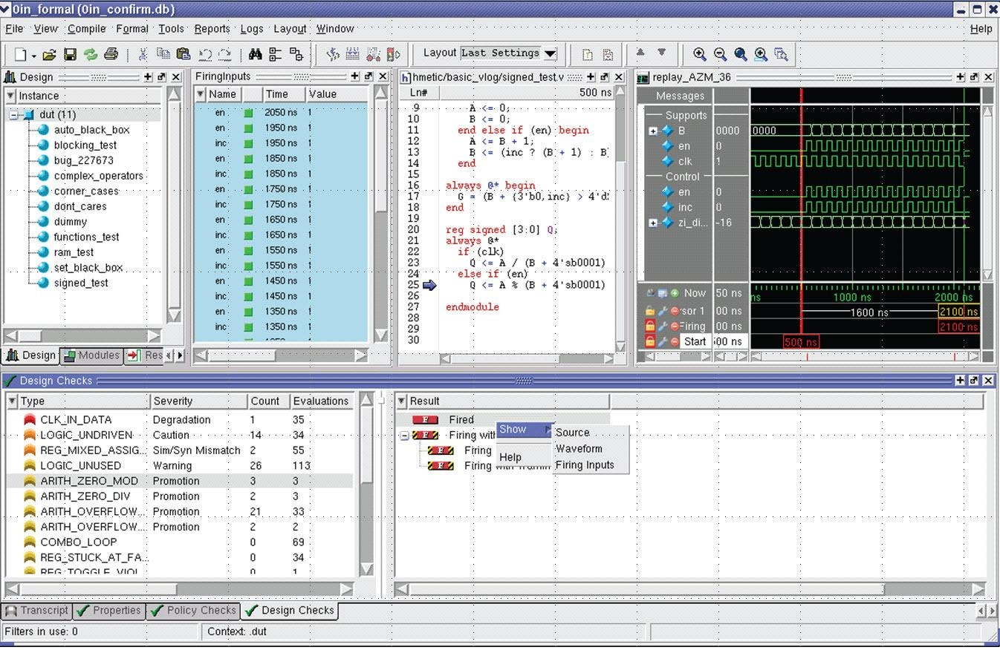 0in_formal (0in_confirm.db)
File View Compile Formal Tools Reports Logs Layout Window Help
Layout Last Settings
Design
Instance
dut (11)
auto_black_box
blocking_test
bug_227673
complex_operators
corner_cases
dont_cares
dummy
functions_test
ram_test
set_black_box
signed_test
Design Modules Res
FiringInputs
Name Time Value
en 2050 ns 1
en 1950 ns 1
inc 1950 ns 1
en 1850 ns 1
inc 1850 ns 1
en 1750 ns 1
inc 1750 ns 1
en 1650 ns 1
inc 1650 ns 1
en 1550 ns 1
inc 1550 ns 1
en 1450 ns 1
inc 1450 ns 1
en 1350 ns 1
inc 1350 ns 1
hmetic/basic_vlog/signed_test.v
Ln# 500 ns
9 A <= 0;
10 B <= 0;
11 end else if (en) begin
12 A <= B + 1;
13 B <= (inc ? (B + 1) : B
14 end
15
16 always @* begin
17 G = (B + {3'b0,inc} > 4'd
18 end
19
20 reg signed [3:0] Q;
21 always @*
22 if (clk)
23 Q <= A / (B + 4'sb0001)
24 else if (en)
25 Q <= A % (B + 4'sb0001)
26
27 endmodule
28
29
30
replay_AZM_36
Messages
Supports
B 0000 0000
en 0
clk 1
Control
en 0
inc 0
zi_di... -16
Now 50 ns ns 1000 ns 2000 ns
sor 1 00 ns 1600 ns 2100 ns
Firing 00 ns 2100 ns
Start 500 ns 500 ns
Design Checks
Type Severity Count Evaluations
CLK_IN_DATA Degradation 1 35
LOGIC_UNDRIVEN Caution 14 34
REG_MIXED_ASSIG... Sim/Syn Mismatch 2 55
LOGIC_UNUSED Warning 26 113
ARITH_ZERO_MOD Promotion 3 3
ARITH_ZERO_DIV Promotion 2 3
ARITH_OVERFLOW... Promotion 21 33
ARITH_OVERFLOW... Promotion 2 2
COMBO_LOOP 0 69
REG_STUCK_AT_FA... 0 34
REG_TOGGLE_VIOL 0 1
Result
F Fired
F F Firing with
F Firing
F Firing with
Show
Help
Source
Waveform
Firing Inputs
Transcript Properties Policy Checks Design Checks
Filters in use: 0 Context: .dut